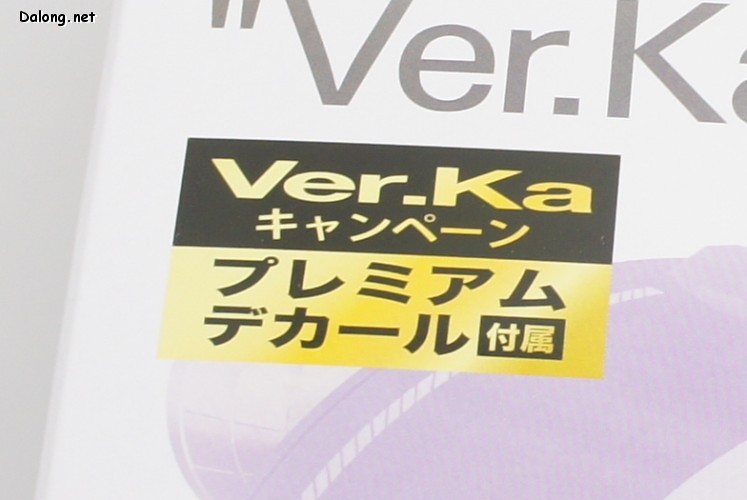 Dalong.net
"Ver.Ka
Ver.Ka
キャンペーン
プレミアム
デカール 付属